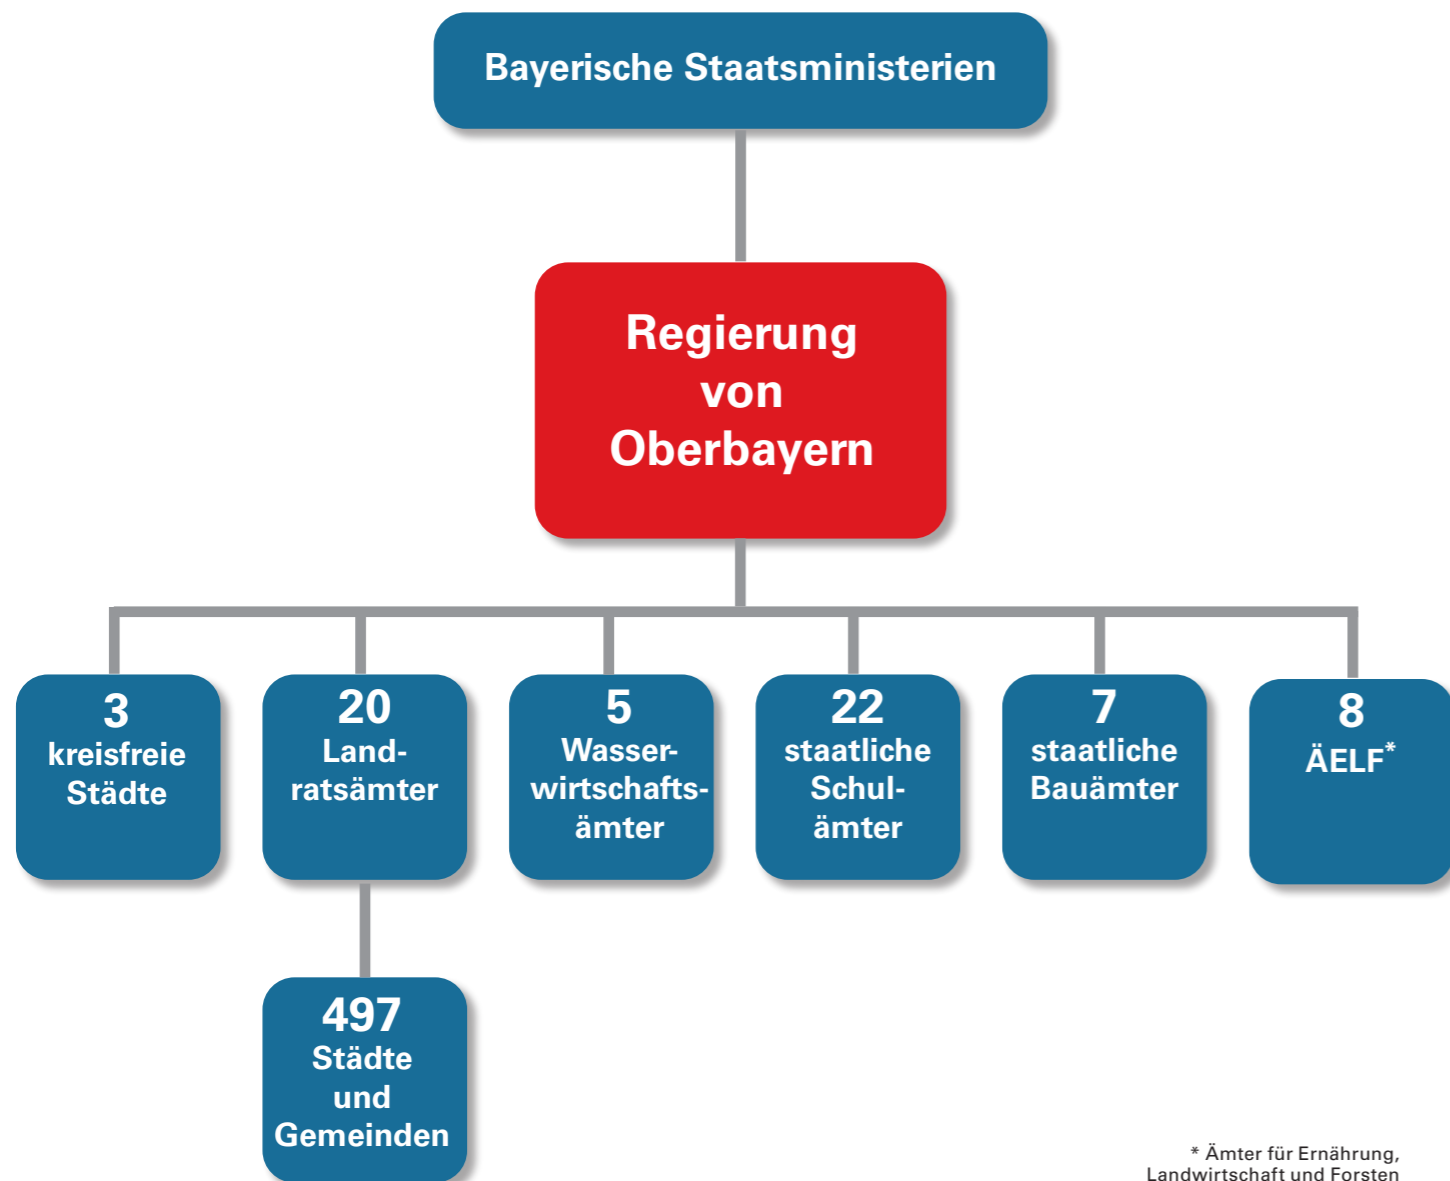 Bayerische Staatsministerien
Regierung
von
Oberbayern
3
kreisfreie
Städte
20
Land-
ratsämter
5
Wasser-
wirtschafts-
ämter
22
staatliche
Schul-
ämter
7
staatliche
Bauämter
8
ÄELF*
497
Städte
und
Gemeinden
* Ämter für Ernährung,
Landwirtschaft und Forsten